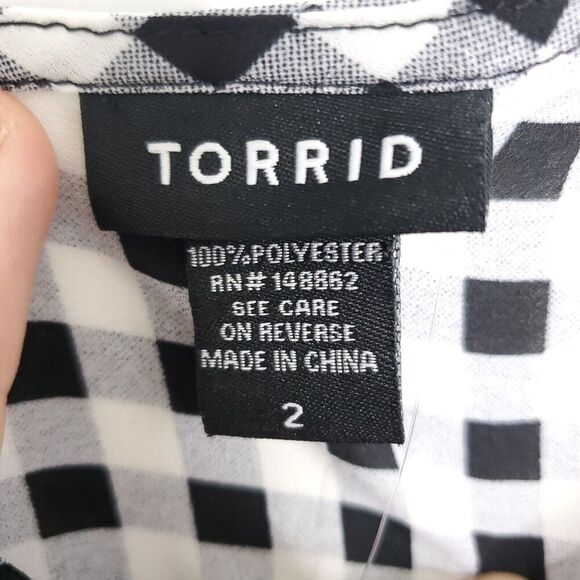 TORRID
100%POLYESTER
RN# 148862
SEE CARE
ON REVERSE
MADE IN CHINA
2